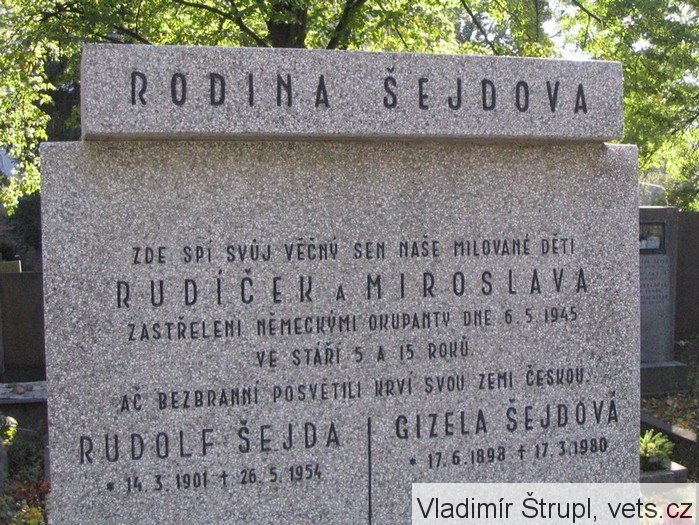 RODINA ŠEJDOVA
ZDE SPÍ SVŮJ VĚČNÝ SEN NAŠE MILOVANÉ DĚTI
RUDÍČEK A MIROSLAVA
ZASTŘELENI NĚMECKÝMI OKUPANTY DNE 6.5.1945
VE STÁŘÍ 5 A 15 ROKŮ.
AČ BEZBRANNÍ POSVĚTILI KRVÍ SVOU ZEMI ČESKOU.
RUDOLF ŠEJDA
* 14.3.1901 † 26.5.1954
GIZELA ŠEJDOVÁ
* 17.6.1898 † 17.3.1980
Vladimír Štrupl, vets.cz